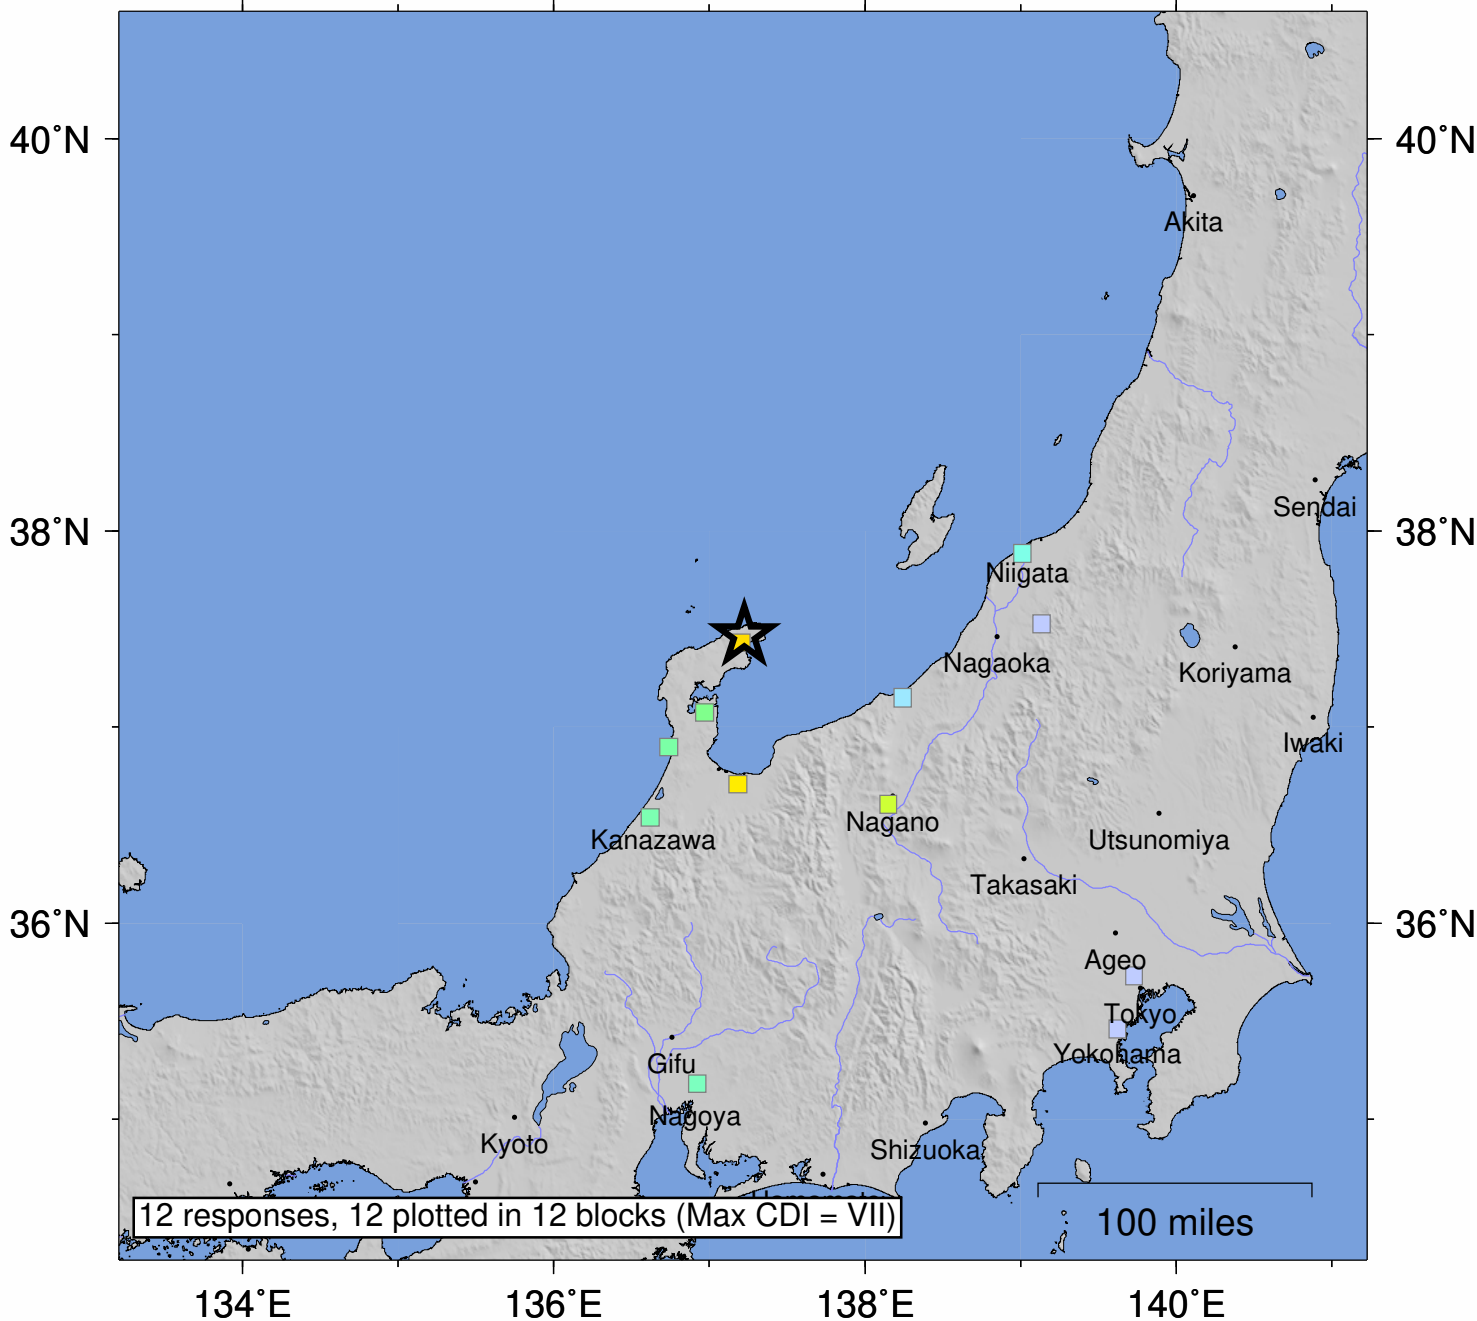 40°N
40°N
Akita
38°N
38°N
Sendai
Niigata
Nagaoka
Koriyama
Iwaki
Nagano
Kanazawa
Utsunomiya
Takasaki
36°N
36°N
Ageo
Tokyo
Yokohama
Gifu
Nagoya
Kyoto
Shizuoka
12 responses, 12 plotted in 12 blocks (Max CDI = VII)
100 miles
134°E
136°E
138°E
140°E